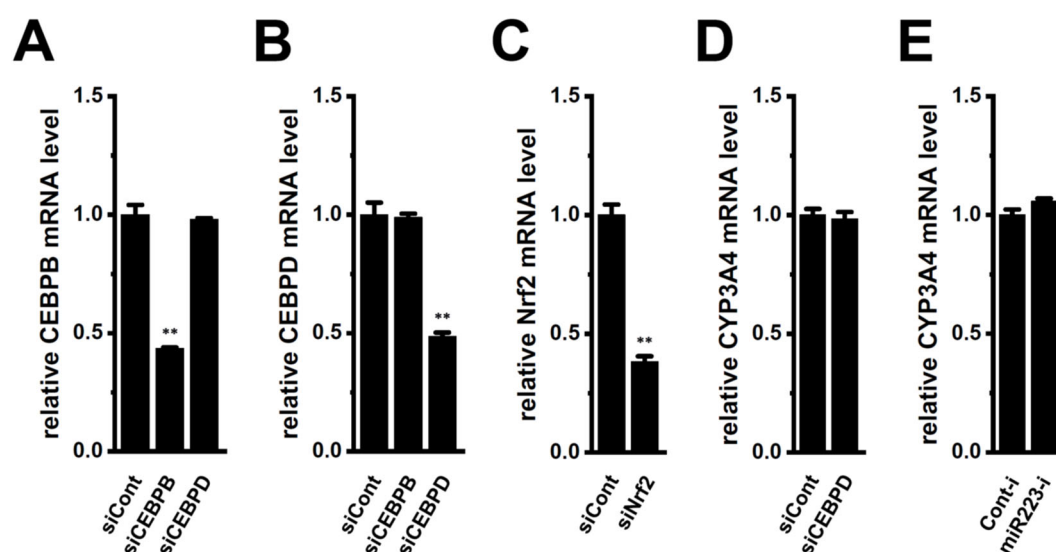 A
B
C
D
E
relative CEBPB mRNA level
1.5
1.0
0.5
0.0
**
siCont
siCEBPB
siCEBPD
relative CEBPD mRNA level
1.5
1.0
0.5
0.0
**
siCont
siCEBPB
siCEBPD
relative Nrf2 mRNA level
1.5
1.0
0.5
0.0
**
siCont
siNrf2
relative CYP3A4 mRNA level
1.5
1.0
0.5
0.0
siCont
siCEBPD
relative CYP3A4 mRNA level
1.5
1.0
0.5
0.0
Cont-i
miR223-i